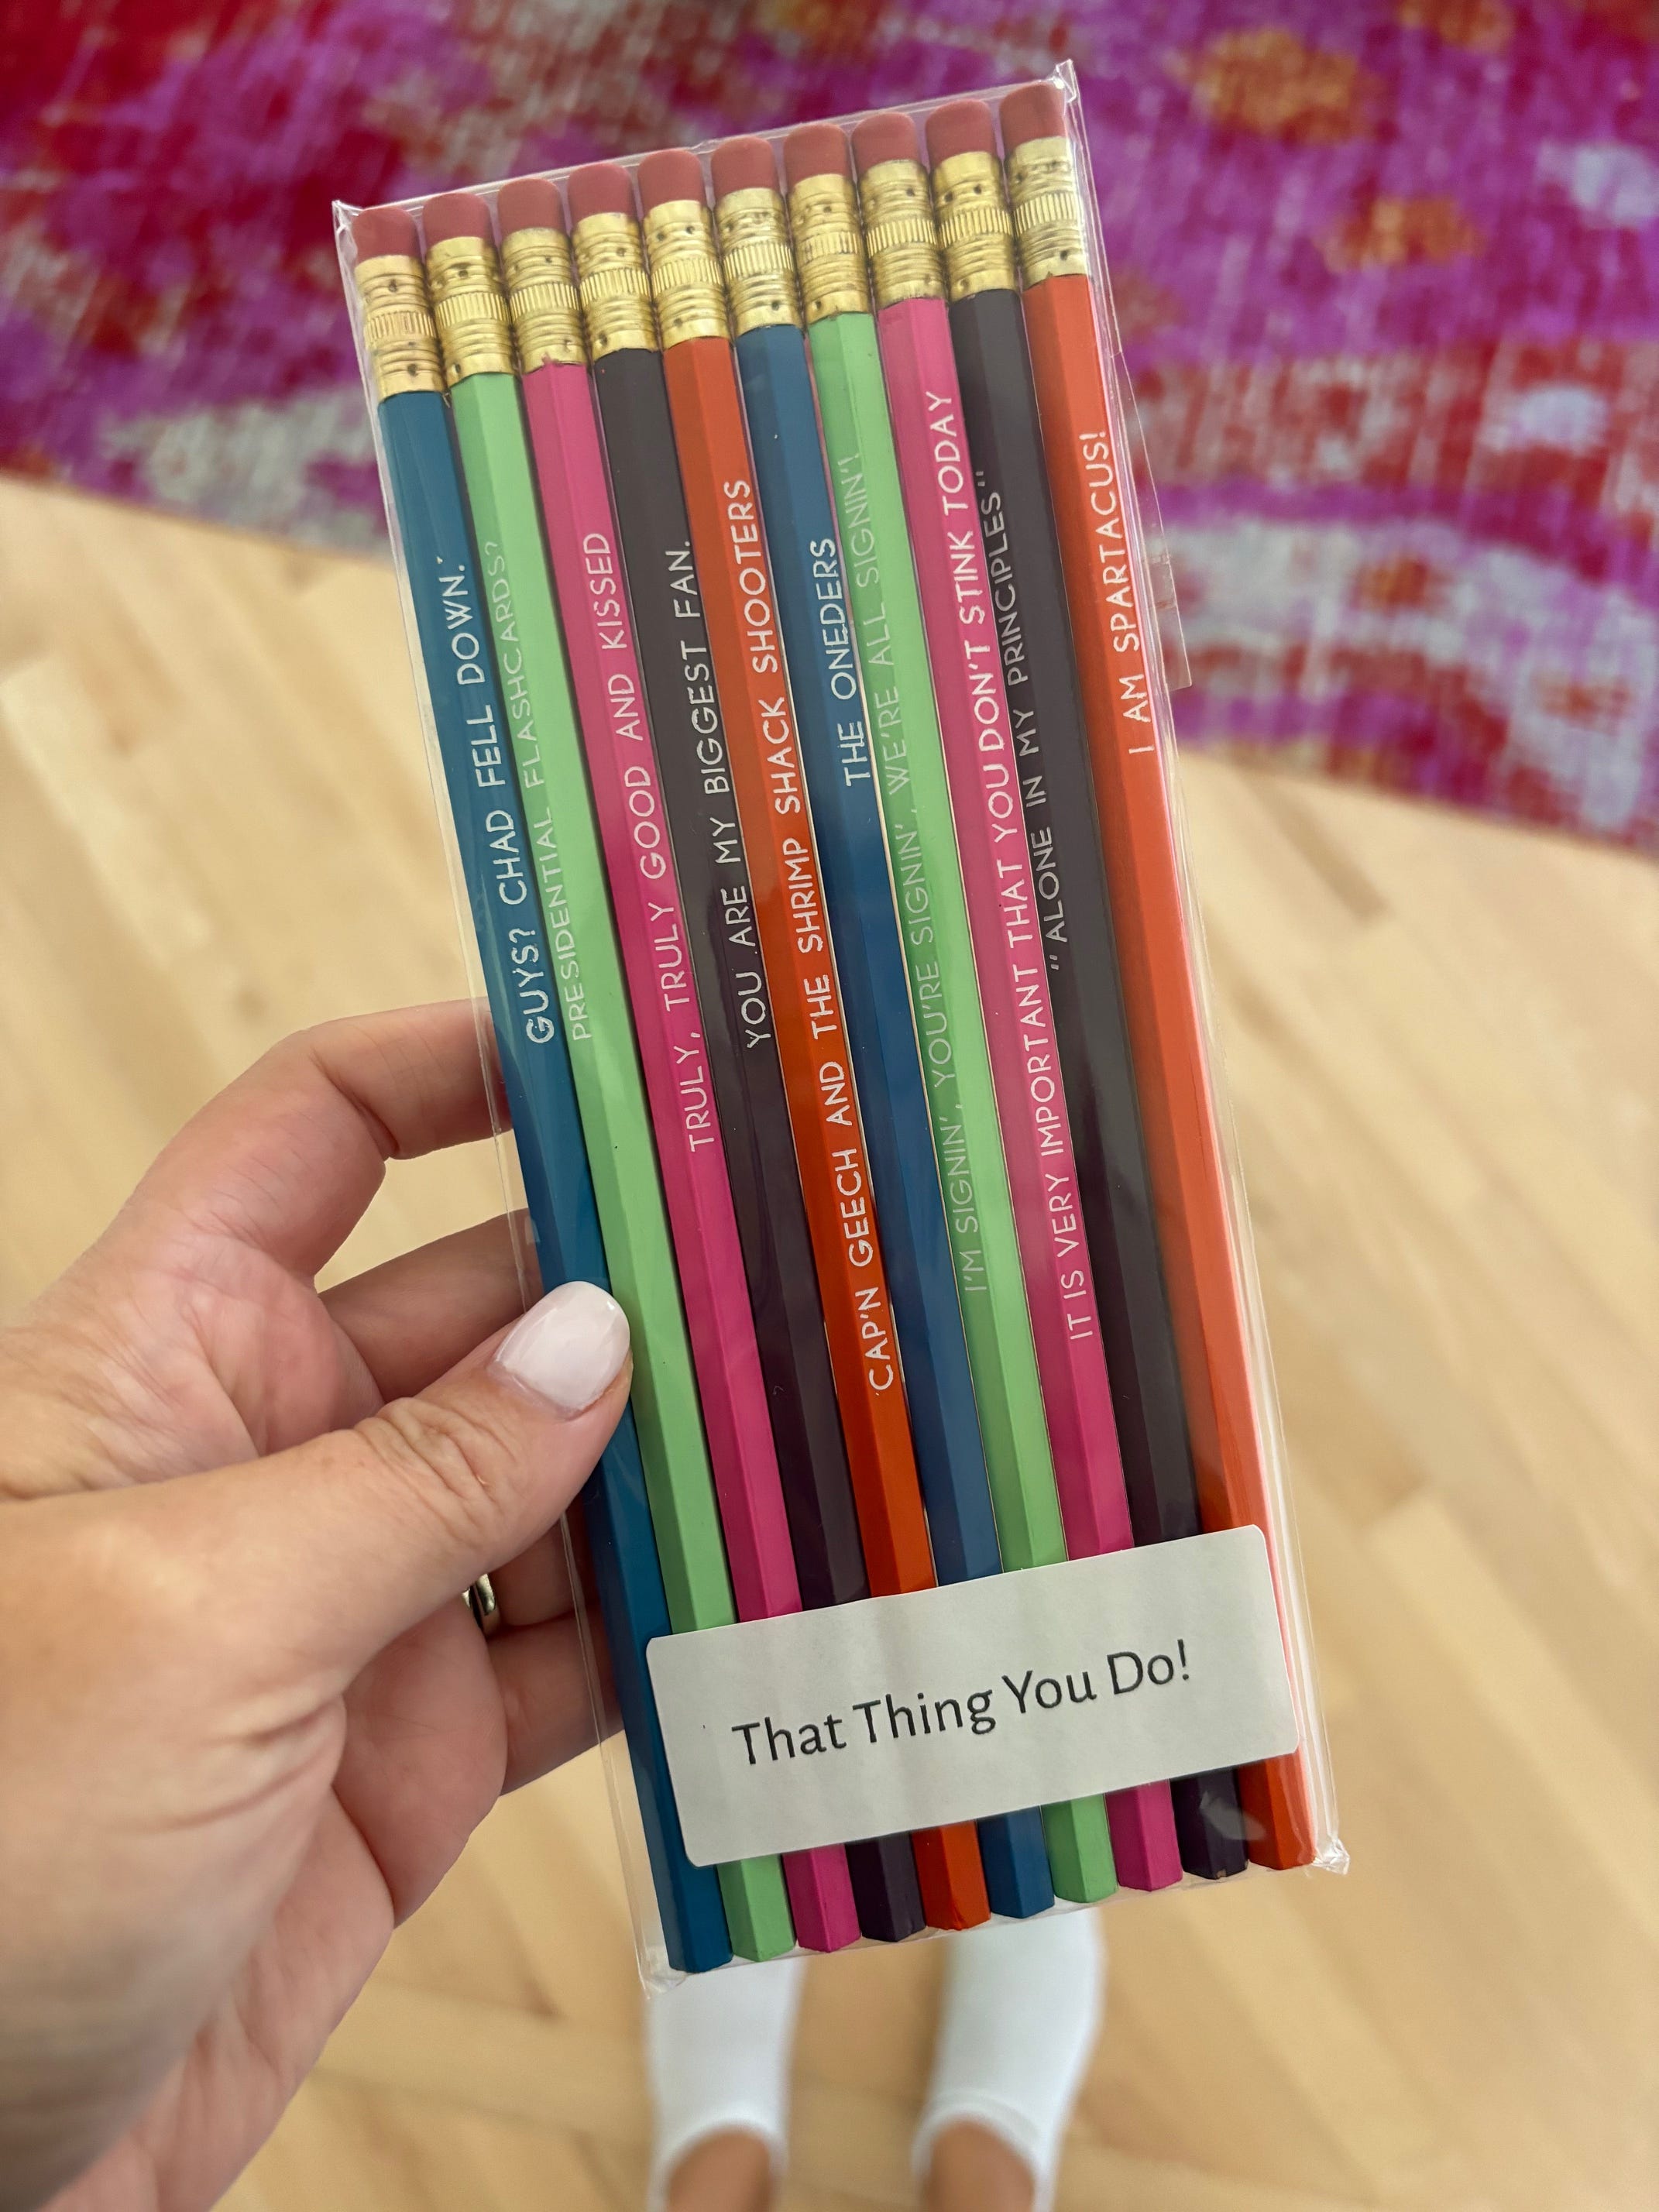 GUYS? CHAD FELL DOWN.
PRESIDENTIAL FLASHCARDS?
TRULY, TRULY GOOD AND KISSED
YOU ARE MY BIGGEST FAN.
CAP'N GEECH AND THE SHRIMP SHACK SHOOTERS
THE ONEDERS
I'M SIGNIN', YOU'RE SIGNIN', WE'RE ALL SIGNIN'!
IT IS VERY IMPORTANT THAT YOU DON'T STINK TODAY
"ALONE IN MY PRINCIPLES"
I AM SPARTACUS!
That Thing You Do!